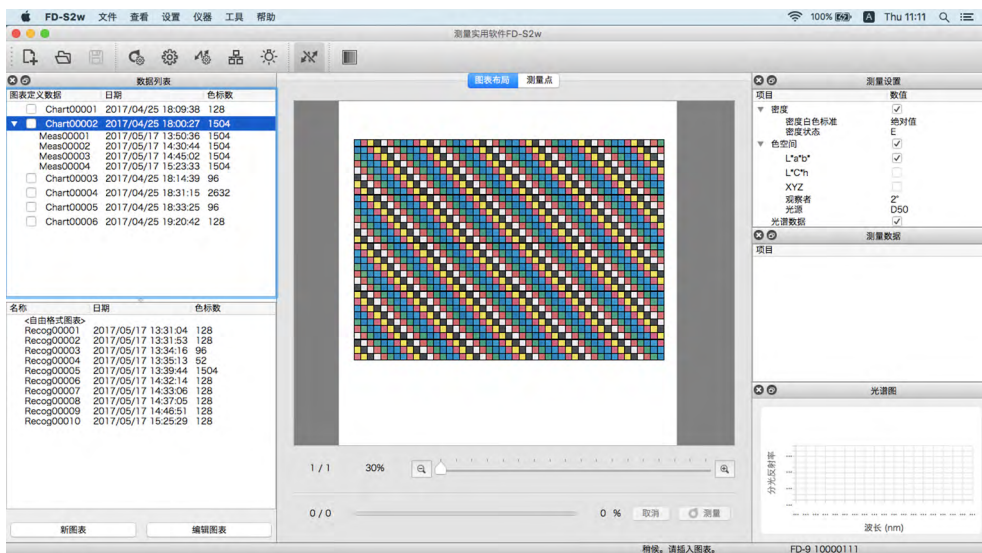 FD-S2w 文件 查看 设置 仪器 工具 帮助 100% Thu 11:11
测量实用软件FD-S2w
数据列表
图表定义数据 日期 色标数
Chart00001 2017/04/25 18:09:38 128
Chart00002 2017/04/25 18:00:27 1504
Meas00001 2017/05/17 13:50:36 1504
Meas00002 2017/05/17 14:30:44 1504
Meas00003 2017/05/17 14:45:02 1504
Meas00004 2017/05/17 15:23:33 1504
Chart00003 2017/04/25 18:14:39 96
Chart00004 2017/04/25 18:31:15 2632
Chart00005 2017/04/25 18:33:25 96
Chart00006 2017/04/25 19:20:42 128
名称 日期 色标数
<自由格式图表>
Recog00001 2017/05/17 13:31:04 128
Recog00002 2017/05/17 13:31:53 128
Recog00003 2017/05/17 13:34:16 96
Recog00004 2017/05/17 13:35:13 52
Recog00005 2017/05/17 13:39:44 1504
Recog00006 2017/05/17 14:32:14 128
Recog00007 2017/05/17 14:33:06 128
Recog00008 2017/05/17 14:37:05 128
Recog00009 2017/05/17 14:46:51 128
Recog00010 2017/05/17 15:25:29 128
新图表 编辑图表
图表布局 测量点
1 / 1 30%
0 / 0 0 % 取消 测量
测量设置
项目 数值
密度
密度白色标准 绝对值
密度状态 E
色空间
L*a*b*
L*C*h
XYZ
观察者 2°
光源 D50
光谱数据
测量数据
项目
光谱图
分光反射率
波长 (nm)
稍候。请插入图表。 FD-9 10000111